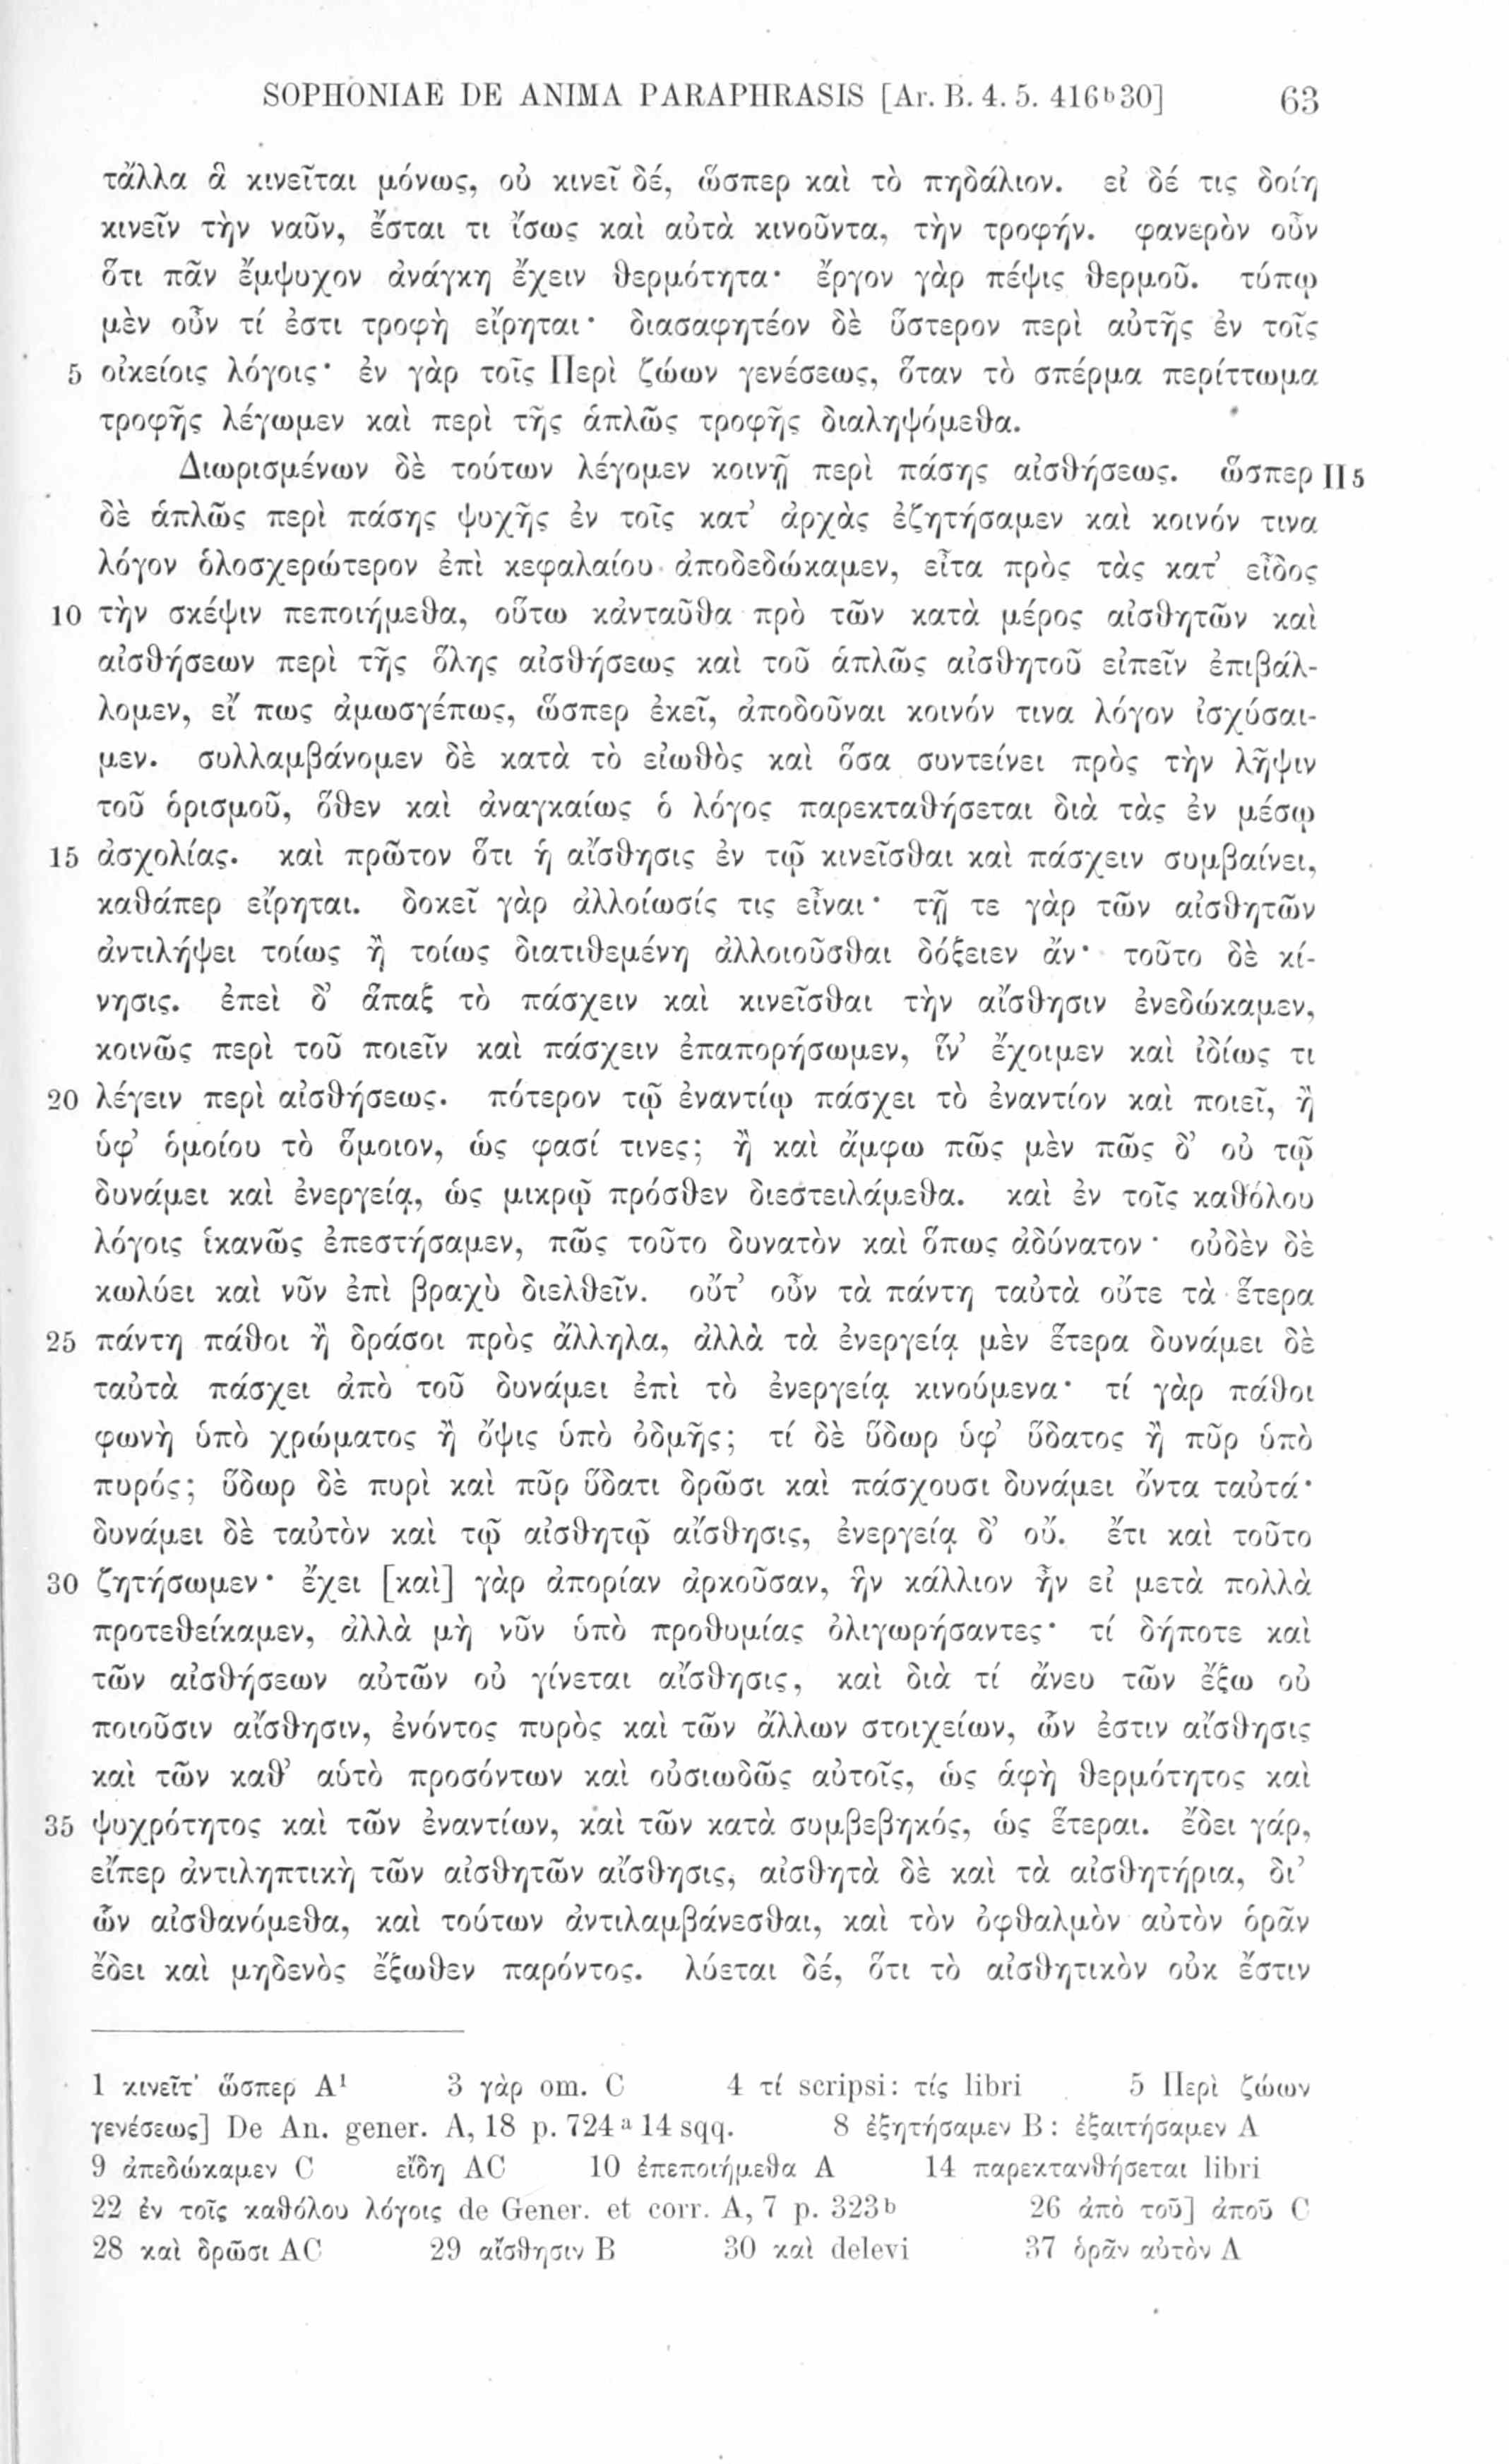 SOPHONIAE DE ANIMA PARAPHRASIS [Ar. B. 4. 5. 416ᵇ30] 63
τἄλλα ἃ κινεῖται μόνως, οὐ κινεῖ δέ, ὥσπερ καὶ τὸ πηδάλιον. εἰ δέ τις δοίη
κινεῖν τὴν ναῦν, ἔσται τι ἴσως καὶ αὐτὰ κινοῦντα, τὴν τροφήν. φανερὸν οὖν
ὅτι πᾶν ἔμψυχον ἀνάγκη ἔχειν θερμότητα· ἔργον γὰρ πέψις θερμοῦ. τύπῳ
μὲν οὖν τί ἐστι τροφὴ εἴρηται· διασαφητέον δὲ ὕστερον περὶ αὐτῆς ἐν τοῖς
5 οἰκείοις λόγοις· ἐν γὰρ τοῖς Περὶ ζώων γενέσεως, ὅταν τὸ σπέρμα περίττωμα
τροφῆς λέγωμεν καὶ περὶ τῆς ἁπλῶς τροφῆς διαληψόμεθα.
Διωρισμένων δὲ τούτων λέγομεν κοινῇ περὶ πάσης αἰσθήσεως. ὥσπερ II 5
δὲ ἁπλῶς περὶ πάσης ψυχῆς ἐν τοῖς κατ’ ἀρχὰς ἐζητήσαμεν καὶ κοινόν τινα
λόγον ὁλοσχερώτερον ἐπὶ κεφαλαίου ἀποδεδώκαμεν, εἶτα πρὸς τὰς κατ’ εἶδος
10 τὴν σκέψιν πεποιήμεθα, οὕτω κἀνταῦθα πρὸ τῶν κατὰ μέρος αἰσθητῶν καὶ
αἰσθήσεων περὶ τῆς ὅλης αἰσθήσεως καὶ τοῦ ἁπλῶς αἰσθητοῦ εἰπεῖν ἐπιβάλ-
λομεν, εἴ πως ἀμωσγέπως, ὥσπερ ἐκεῖ, ἀποδοῦναι κοινόν τινα λόγον ἰσχύσαι-
μεν. συλλαμβάνομεν δὲ κατὰ τὸ εἰωθὸς καὶ ὅσα συντείνει πρὸς τὴν λῆψιν
τοῦ ὁρισμοῦ, ὅθεν καὶ ἀναγκαίως ὁ λόγος παρεκταθήσεται διὰ τὰς ἐν μέσῳ
15 ἀσχολίας. καὶ πρῶτον ὅτι ἡ αἴσθησις ἐν τῷ κινεῖσθαι καὶ πάσχειν συμβαίνει,
καθάπερ εἴρηται. δοκεῖ γὰρ ἀλλοίωσίς τις εἶναι· τῇ τε γὰρ τῶν αἰσθητῶν
ἀντιλήψει τοίως ἢ τοίως διατιθεμένη ἀλλοιοῦσθαι δόξειεν ἄν· τοῦτο δὲ κί-
νησις. ἐπεὶ δ’ ἅπαξ τὸ πάσχειν καὶ κινεῖσθαι τὴν αἴσθησιν ἐνεδώκαμεν,
κοινῶς περὶ τοῦ ποιεῖν καὶ πάσχειν ἐπαπορήσωμεν, ἵν’ ἔχοιμεν καὶ ἰδίως τι
20 λέγειν περὶ αἰσθήσεως. πότερον τῷ ἐναντίῳ πάσχει τὸ ἐναντίον καὶ ποιεῖ, ἢ
ὑφ’ ὁμοίου τὸ ὅμοιον, ὡς φασί τινες; ἢ καὶ ἄμφω πῶς μὲν πῶς δ’ οὐ τῷ
δυνάμει καὶ ἐνεργείᾳ, ὡς μικρῷ πρόσθεν διεστειλάμεθα. καὶ ἐν τοῖς καθόλου
λόγοις ἱκανῶς ἐπεστήσαμεν, πῶς τοῦτο δυνατὸν καὶ ὅπως ἀδύνατον· οὐδὲν δὲ
κωλύει καὶ νῦν ἐπὶ βραχὺ διελθεῖν. οὔτ’ οὖν τὰ πάντη ταὐτὰ οὔτε τὰ ἕτερα
25 πάντη πάθοι ἢ δράσοι πρὸς ἄλληλα, ἀλλὰ τὰ ἐνεργείᾳ μὲν ἕτερα δυνάμει δὲ
ταὐτὰ πάσχει ἀπὸ τοῦ δυνάμει ἐπὶ τὸ ἐνεργείᾳ κινούμενα· τί γὰρ πάθοι
φωνὴ ὑπὸ χρώματος ἢ ὄψις ὑπὸ ὀδμῆς; τί δὲ ὕδωρ ὑφ’ ὕδατος ἢ πῦρ ὑπὸ
πυρός; ὕδωρ δὲ πυρὶ καὶ πῦρ ὕδατι δρῶσι καὶ πάσχουσι δυνάμει ὄντα ταὐτά·
δυνάμει δὲ ταὐτὸν καὶ τῷ αἰσθητῷ αἴσθησις, ἐνεργείᾳ δ’ οὔ. ἔτι καὶ τοῦτο
30 ζητήσωμεν· ἔχει [καὶ] γὰρ ἀπορίαν ἀρκοῦσαν, ἣν κάλλιον ἦν εἰ μετὰ πολλὰ
προτεθείκαμεν, ἀλλὰ μὴ νῦν ὑπὸ προθυμίας ὀλιγωρήσαντες· τί δήποτε καὶ
τῶν αἰσθήσεων αὐτῶν οὐ γίνεται αἴσθησις, καὶ διὰ τί ἄνευ τῶν ἔξω οὐ
ποιοῦσιν αἴσθησιν, ἐνόντος πυρὸς καὶ τῶν ἄλλων στοιχείων, ὧν ἐστιν αἴσθησις
καὶ τῶν καθ’ αὑτὸ προσόντων καὶ οὐσιωδῶς αὐτοῖς, ὡς ἁφὴ θερμότητος καὶ
35 ψυχρότητος καὶ τῶν ἐναντίων, καὶ τῶν κατὰ συμβεβηκός, ὡς ἕτεραι. ἔδει γάρ,
εἴπερ ἀντιληπτικὴ τῶν αἰσθητῶν αἴσθησις, αἰσθητὰ δὲ καὶ τὰ αἰσθητήρια, δι’
ὧν αἰσθανόμεθα, καὶ τούτων ἀντιλαμβάνεσθαι, καὶ τὸν ὀφθαλμὸν αὐτὸν ὁρᾶν
ἔδει καὶ μηδενὸς ἔξωθεν παρόντος. λύεται δέ, ὅτι τὸ αἰσθητικὸν οὐκ ἔστιν
1 κινεῖτ’ ὥσπερ A¹ 3 γὰρ om. C 4 τί scripsi: τίς libri 5 Περὶ ζώων
γενέσεως] De An. gener. A, 18 p. 724ᵃ14 sqq. 8 ἐξητήσαμεν B: ἐξαιτήσαμεν A
9 ἀπεδώκαμεν C εἴδη AC 10 ἐπεποιήμεθα A 14 παρεκτανθήσεται libri
22 ἐν τοῖς καθόλου λόγοις de Gener. et corr. A, 7 p. 323ᵇ 26 ἀπὸ τοῦ] ἀποῦ C
28 καὶ δρῶσι AC 29 αἴσθησιν B 30 καὶ delevi 37 ὁρᾶν αὐτὸν A